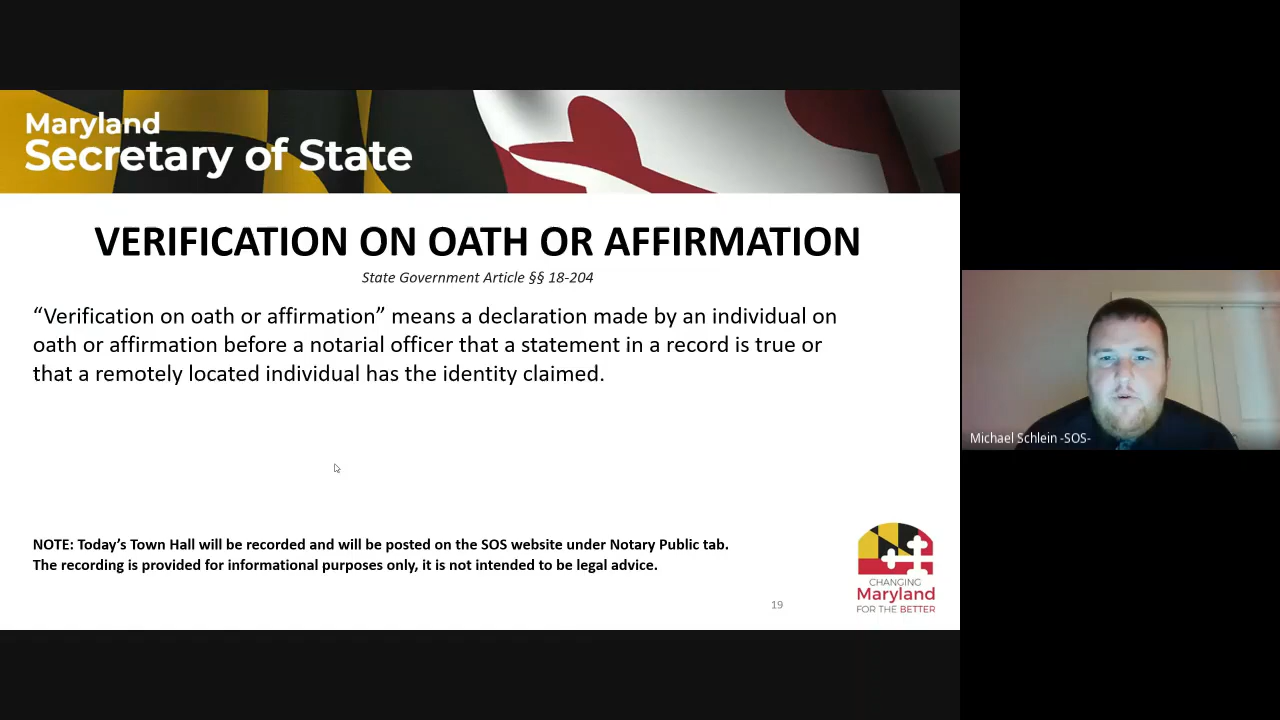 Maryland
Secretary of State
VERIFICATION ON OATH OR AFFIRMATION
State Government Article §§ 18-204
“Verification on oath or affirmation” means a declaration made by an individual on
oath or affirmation before a notarial officer that a statement in a record is true or
that a remotely located individual has the identity claimed.
NOTE: Today’s Town Hall will be recorded and will be posted on the SOS website under Notary Public tab.
The recording is provided for informational purposes only, it is not intended to be legal advice.
CHANGING
Maryland
FOR THE BETTER
19
Michael Schlein -SOS-